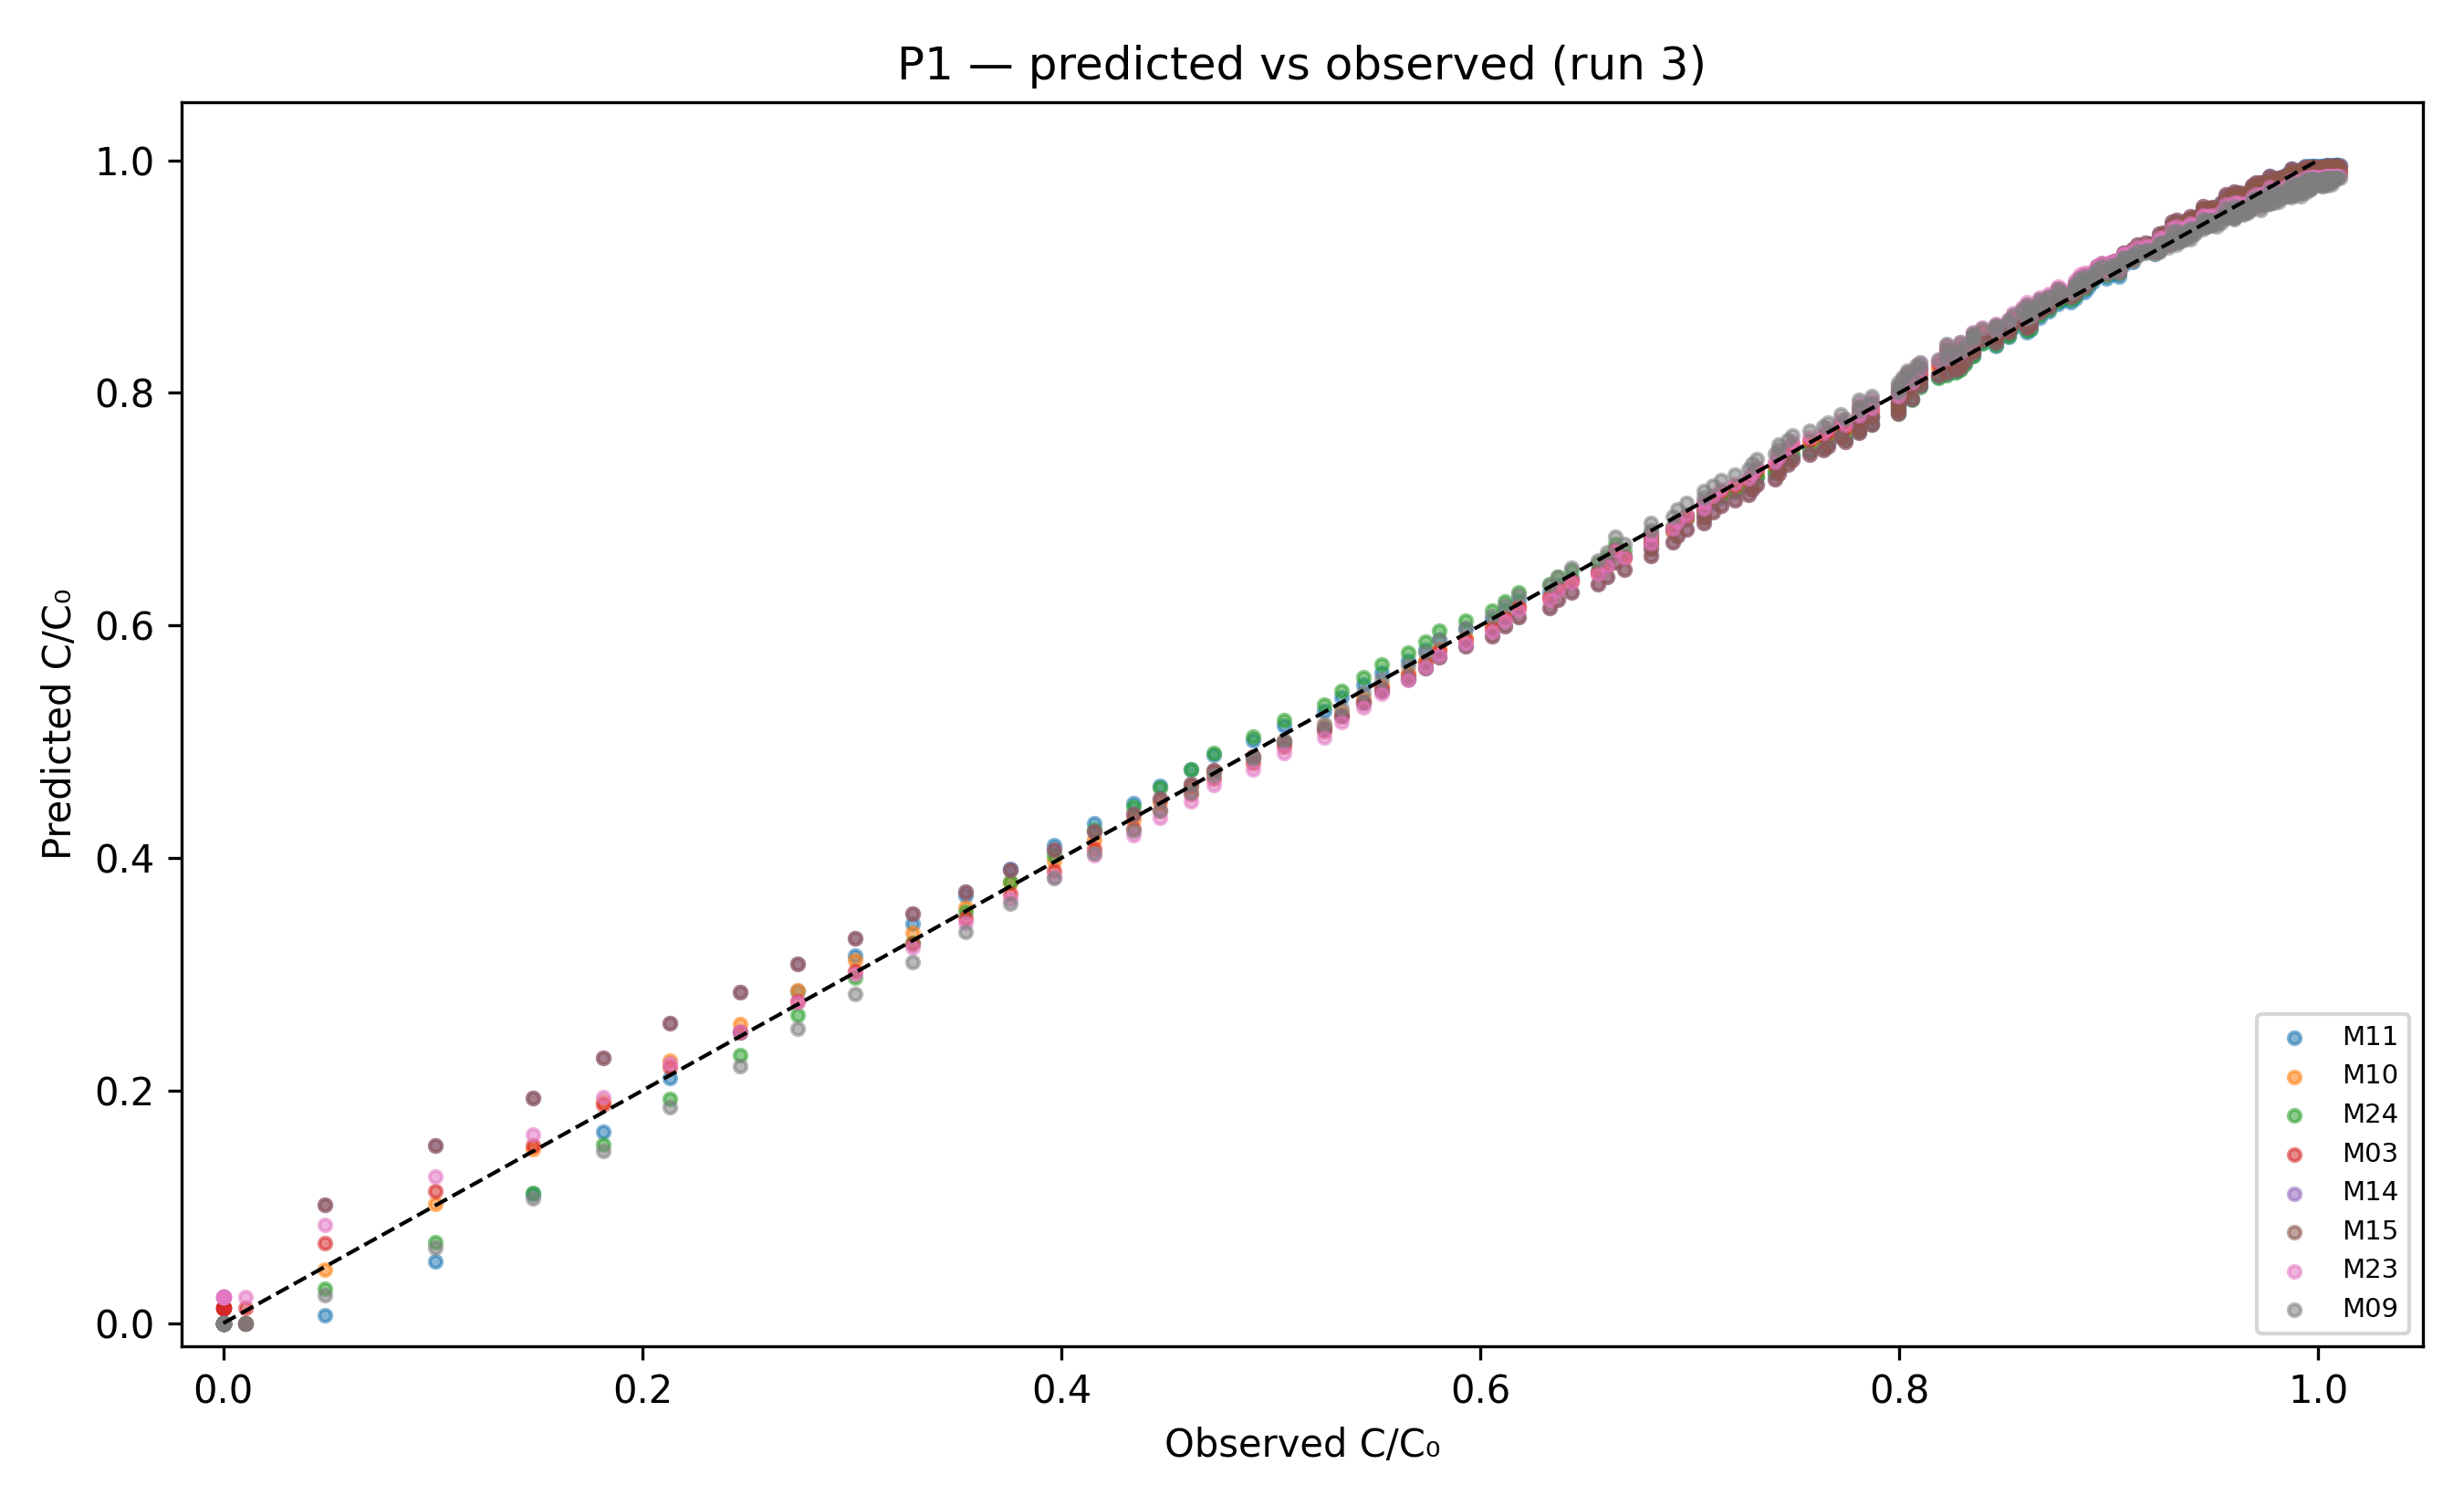 P1 — predicted vs observed (run 3)
1.0
0.8
0.6
0.4
0.2
0.0
Predicted C/C₀
0.0 0.2 0.4 0.6 0.8 1.0
Observed C/C₀
M11
M10
M24
M03
M14
M15
M23
M09